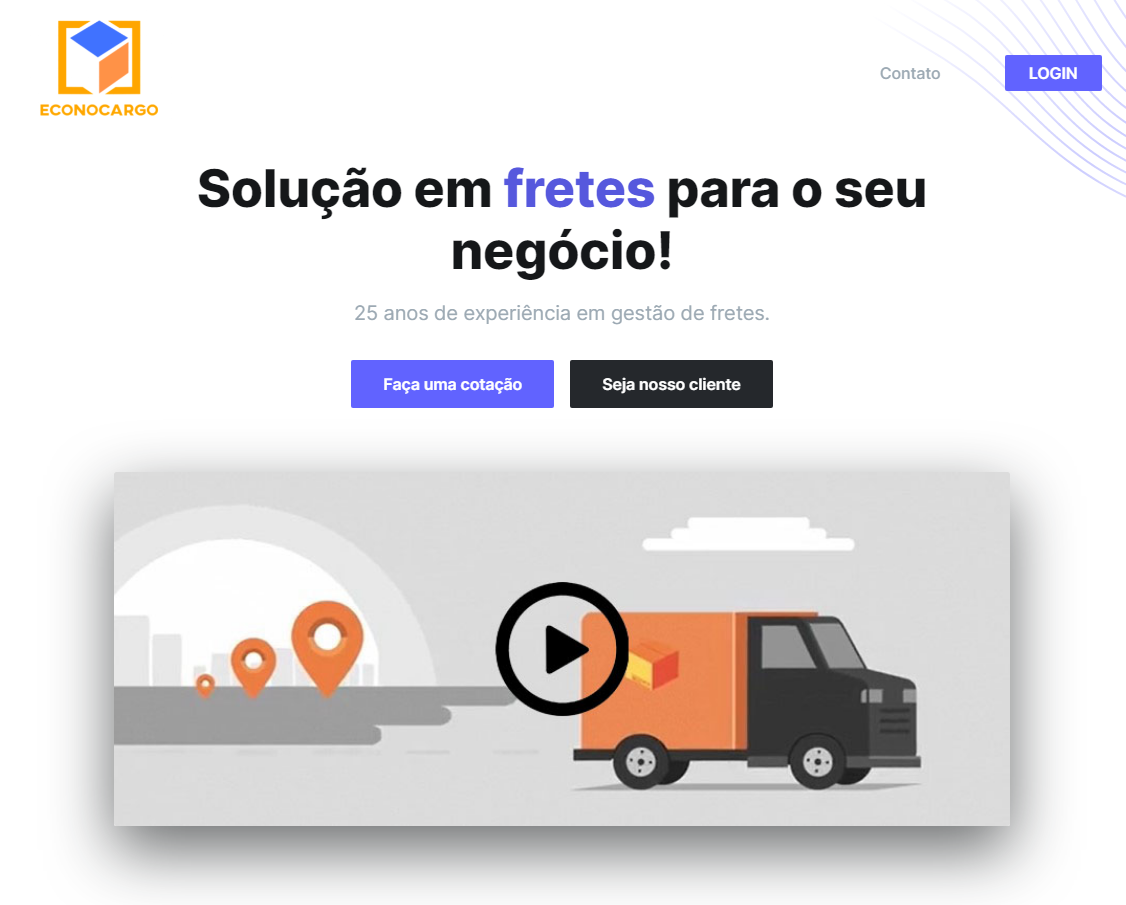 ECONOCARGO
Contato
LOGIN
Solução em fretes para o seu
negócio!
25 anos de experiência em gestão de fretes.
Faça uma cotação
Seja nosso cliente